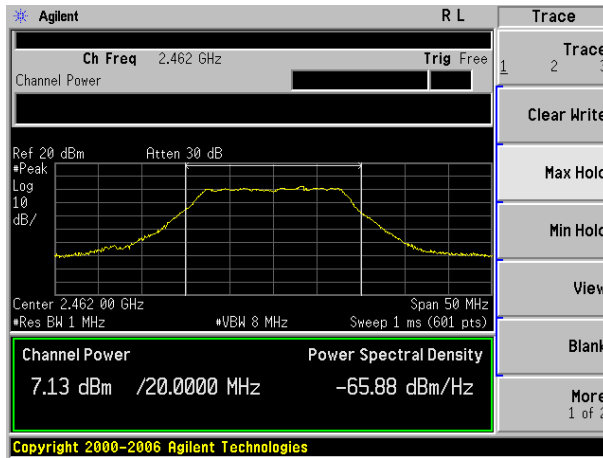 Agilent R L Trace
Ch Freq 2.462 GHz Trig Free
Channel Power
Trace
1 2 3
Clear Write
Ref 20 dBm Atten 30 dB
#Peak
Log
10
dB/
Max Hold
Min Hold
View
Center 2.462 00 GHz Span 50 MHz
#Res BW 1 MHz #VBW 8 MHz Sweep 1 ms (601 pts)
Blank
Channel Power Power Spectral Density
7.13 dBm /20.0000 MHz -65.88 dBm/Hz
More
1 of 2
Copyright 2000-2006 Agilent Technologies